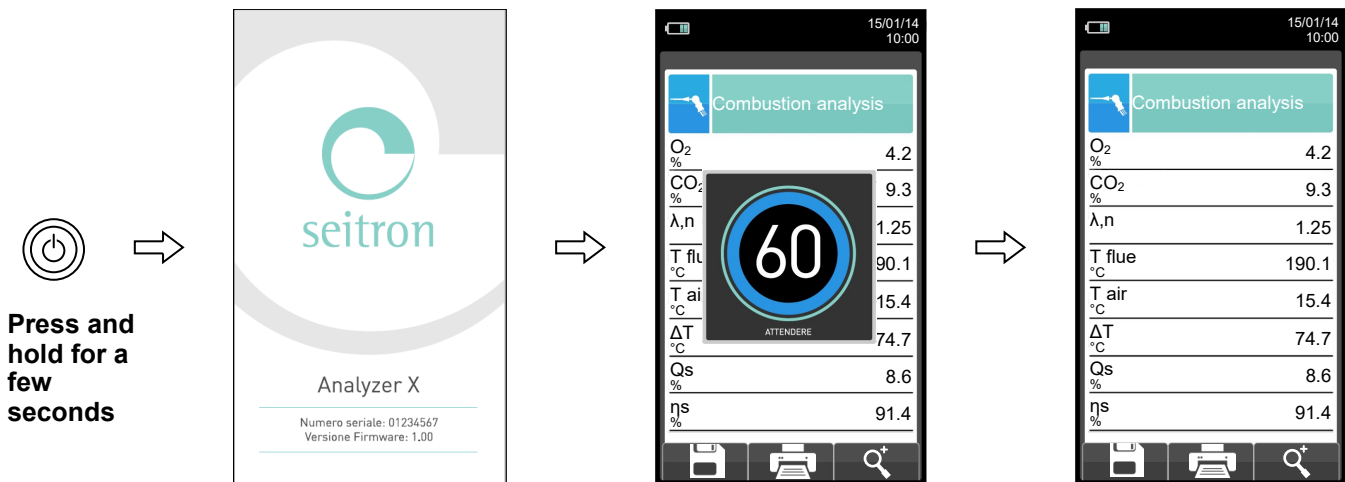 Press and
hold for a
few
seconds
seitron
Analyzer X
Numero seriale: 01234567
Versione Firmware: 1.00
15/01/14
10:00
Combustion analysis
O₂
% 4.2
CO₂
% 9.3
λ,n 1.25
T flu
°C 90.1
T ai
°C 15.4
ΔT
°C 74.7
Qs
% 8.6
ηs
% 91.4
60
ATTENDERE
15/01/14
10:00
Combustion analysis
O₂
% 4.2
CO₂
% 9.3
λ,n 1.25
T flue
°C 190.1
T air
°C 15.4
ΔT
°C 74.7
Qs
% 8.6
ηs
% 91.4